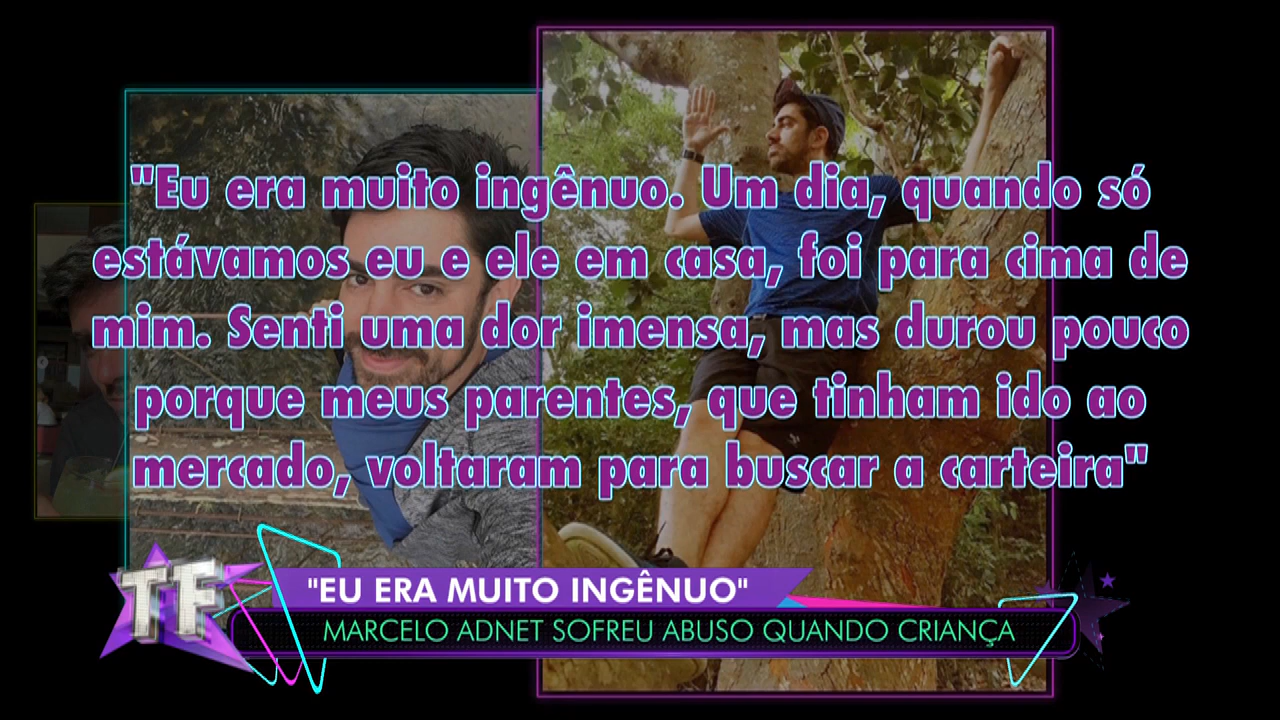 "Eu era muito ingênuo. Um dia, quando só
estávamos eu e ele em casa, foi para cima de
mim. Senti uma dor imensa, mas durou pouco
porque meus parentes, que tinham ido ao
mercado, voltaram para buscar a carteira"
TF
"EU ERA MUITO INGÊNUO"
MARCELO ADNET SOFREU ABUSO QUANDO CRIANÇA